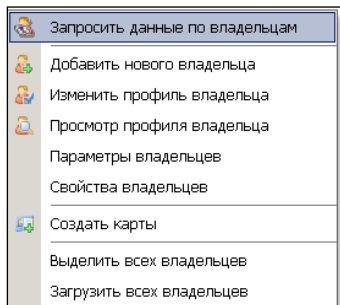 Запросить данные по владельцам
Добавить нового владельца
Изменить профиль владельца
Просмотр профиля владельца
Параметры владельцев
Свойства владельцев
Создать карты
Выделить всех владельцев
Загрузить всех владельцев